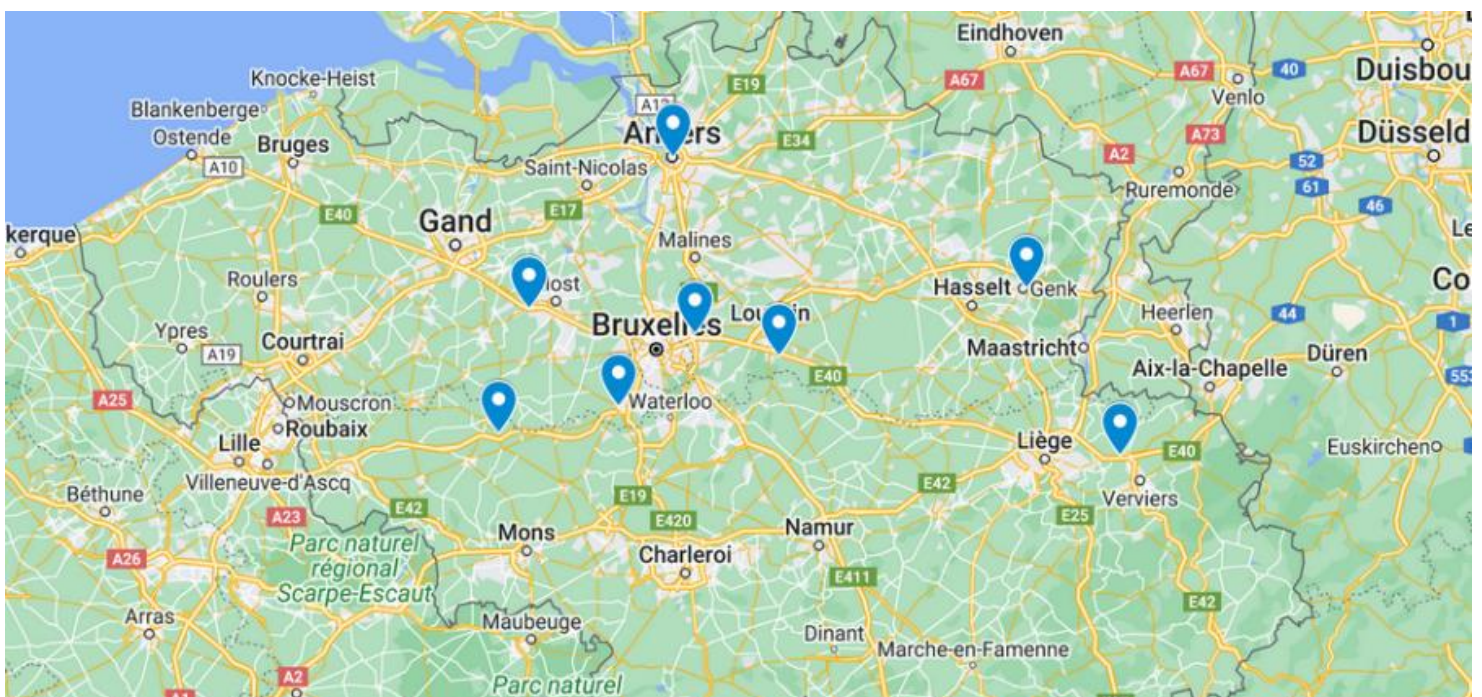 Eindhoven
Duisbou
Knocke-Heist
E19
A67
A67
40
Venlo
Blankenberge
Ostende
A10
Bruges
Saint-Nicolas
E34
A2
A73
52
Düsseld
61
Ruremonde
46
kerque
E40
Gand
E17
Malines
Roulers
Hasselt
Genk
Co
Ypres
A19
Courtrai
Bruxelles
Maastricht
Heerlen
44
1
Aix-la-Chapelle
Düren
553
A25
Mouscron
Roubaix
Waterloo
E40
Lille
Villeneuve-d'Ascq
Liège
E40
Euskirchen
Béthune
E42
A23
E19
E42
Verviers
E25
Mons
E420
Namur
A26
Parc naturel
régional
Scarpe-Escaut
Charleroi
E411
E42
Arras
Maubeuge
Dinant
Marche-en-Famenne
A2
Parc naturel